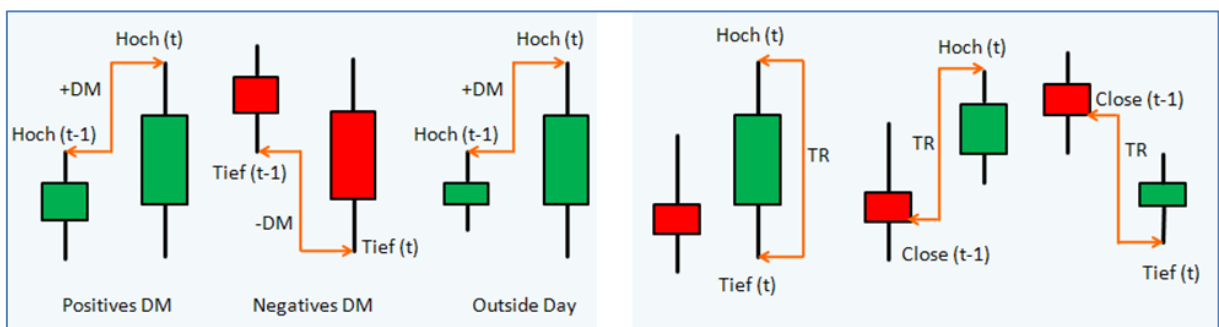 Hoch (t)
+DM
Hoch (t-1)
Positives DM
Tief (t-1)
-DM
Tief (t)
Negatives DM
Hoch (t)
+DM
Hoch (t-1)
Outside Day
Hoch (t)
TR
Tief (t)
Hoch (t)
TR
Close (t-1)
Close (t-1)
TR
Tief (t)